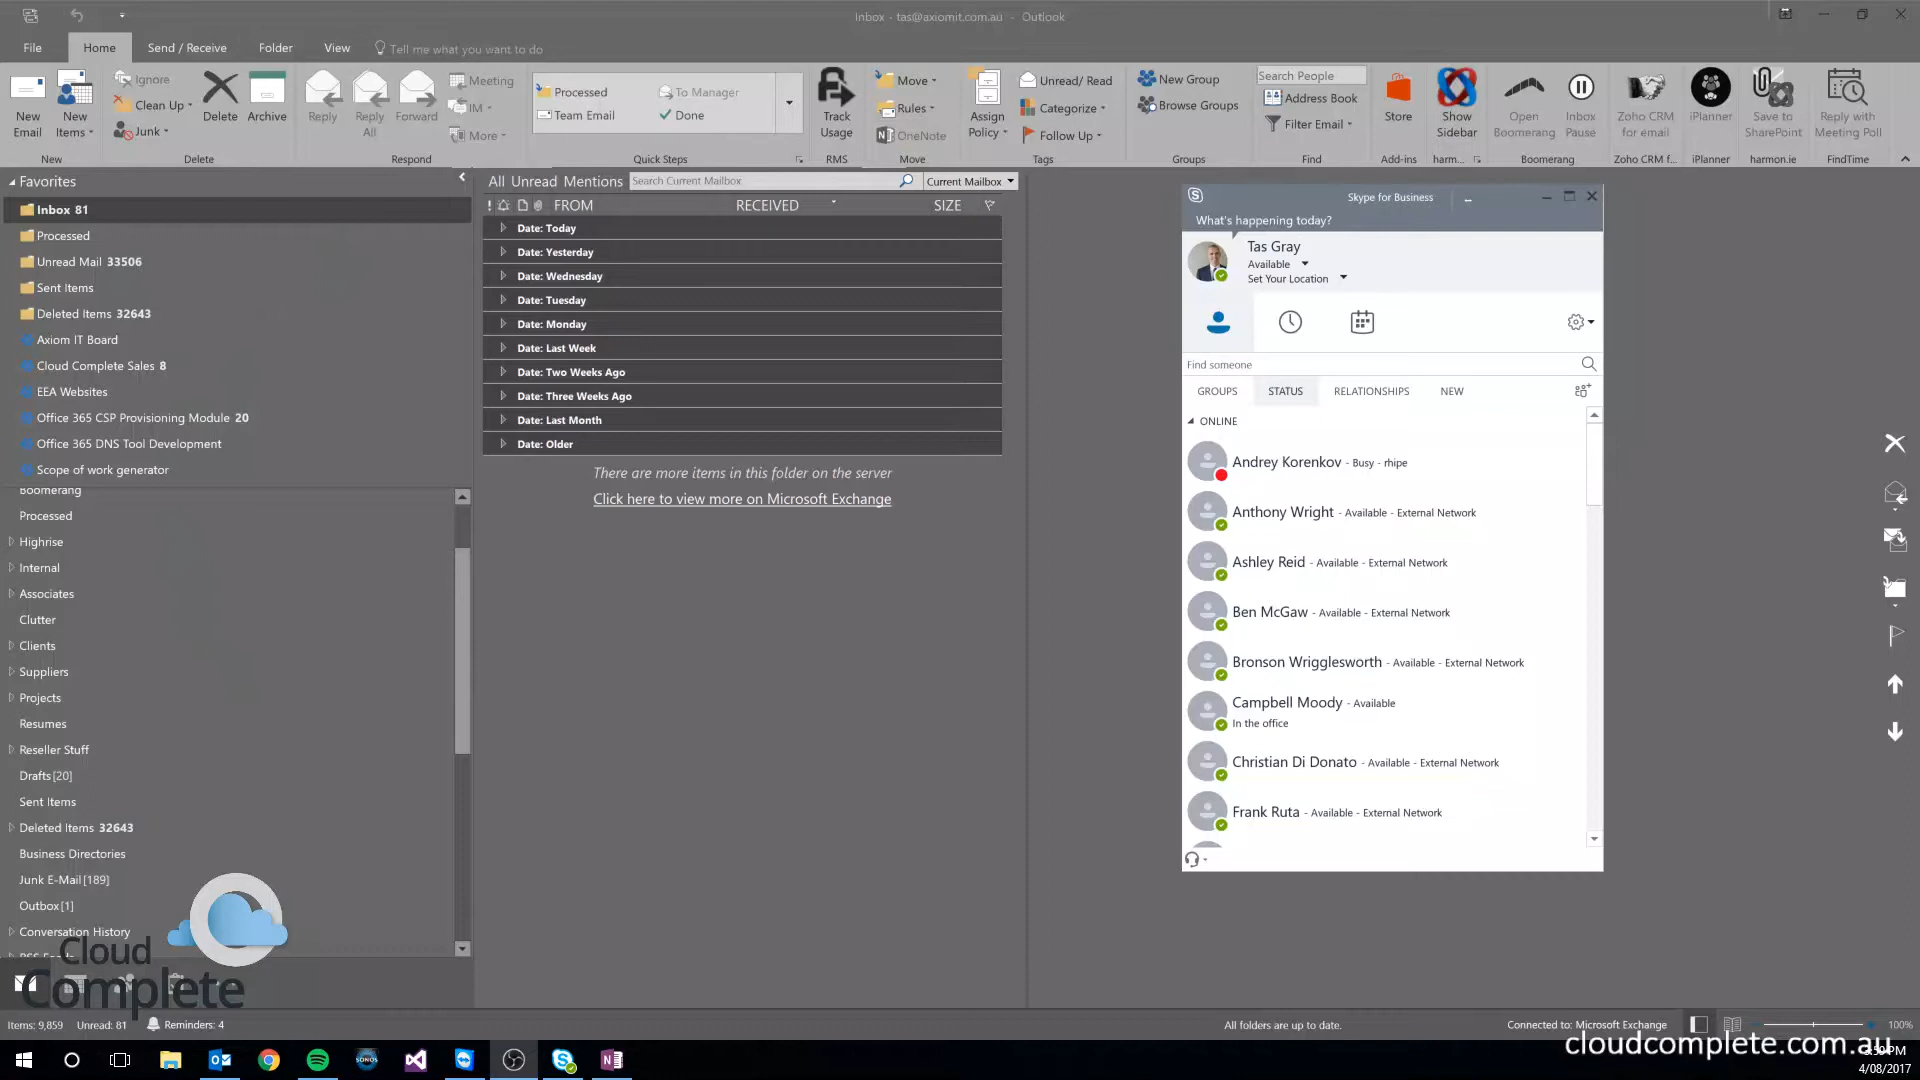 Inbox - tas@axiomit.com.au - Outlook
File Home Send / Receive Folder View Tell me what you want to do
New Email
New Items
New
Ignore
Clean Up
Junk
Delete
Archive
Delete
Reply
Reply All
Forward
Meeting
IM
More
Respond
Processed
To Manager
Team Email
Done
Quick Steps
Track Usage
RMS
Move
Rules
OneNote
Move
Assign Policy
Unread/ Read
Categorize
Follow Up
Tags
New Group
Browse Groups
Groups
Search People
Address Book
Filter Email
Find
Store
Add-ins
Show Sidebar
harm...
Open Boomerang
Inbox Pause
Boomerang
Zoho CRM for email
Zoho CRM f...
iPlanner
iPlanner
Save to SharePoint
harmon.ie
Reply with Meeting Poll
FindTime
Favorites
Inbox 81
Processed
Unread Mail 33506
Sent Items
Deleted Items 32643
Axiom IT Board
Cloud Complete Sales 8
EEA Websites
Office 365 CSP Provisioning Module 20
Office 365 DNS Tool Development
Scope of work generator
Boomerang
Processed
Highrise
Internal
Associates
Clutter
Clients
Suppliers
Projects
Resumes
Reseller Stuff
Drafts [20]
Sent Items
Deleted Items 32643
Business Directories
Junk E-Mail [189]
Outbox [1]
Conversation History
Cloud
Complete
Items: 9,859 Unread: 81 Reminders: 4
All Unread Mentions Search Current Mailbox Current Mailbox
FROM RECEIVED SIZE
Date: Today
Date: Yesterday
Date: Wednesday
Date: Tuesday
Date: Monday
Date: Last Week
Date: Two Weeks Ago
Date: Three Weeks Ago
Date: Last Month
Date: Older
There are more items in this folder on the server
Click here to view more on Microsoft Exchange
Skype for Business
What's happening today?
Tas Gray
Available
Set Your Location
Find someone
GROUPS STATUS RELATIONSHIPS NEW
ONLINE
Andrey Korenkov - Busy - rhipe
Anthony Wright - Available - External Network
Ashley Reid - Available - External Network
Ben McGaw - Available - External Network
Bronson Wrigglesworth - Available - External Network
Campbell Moody - Available
In the office
Christian Di Donato - Available - External Network
Frank Ruta - Available - External Network
All folders are up to date.
Connected to: Microsoft Exchange
100%
cloudcomplete.com.au
SONOS
PM
4/08/2017